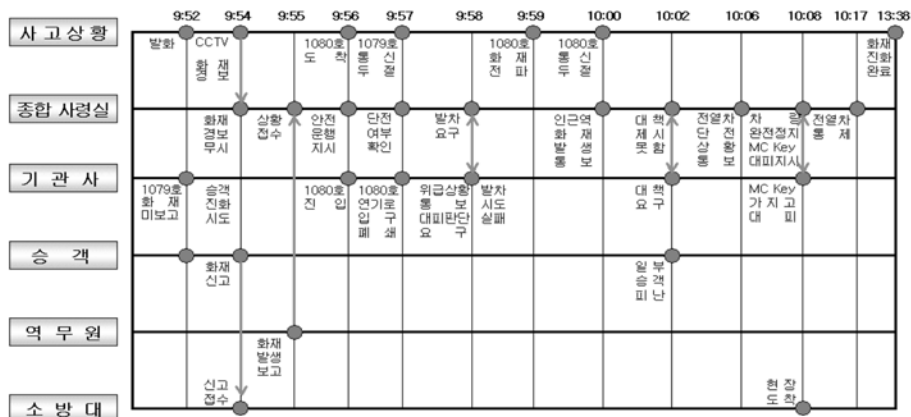 9:52 9:54 9:55 9:56 9:57 9:58 9:59 10:00 10:02 10:06 10:08 10:17 13:38
사 고 상 황
발화
CCTV
화 재
경 보
1080호
도 착
1079호
통 신
두 절
1080호
화 재
전 파
1080호
통 신
두 절
화재
진화
완료
종합 사령실
화재
경보
무시
상황
접수
안전
운행
지시
단전
여부
확인
발차
요구
인근역
화 재
발 생
통 보
대 책
제 시
못 함
전열차
단 전
상 황
통 보
차 량
완전정지
MC Key
대피지시
전열차
통 제
기 관 사
1079호
화 재
미보고
승객
진화
시도
1080호
진 입
1080호
연기로
입 구
폐 쇄
위급상황
통 보
대피판단
요 구
발차
시도
실패
대 책
요 구
MC Key
가 지 고
대 피
승 객
화재
신고
일 부
승 객
피 난
역 무 원
화재
발생
보고
소 방 대
신고
접수
현 장
도 착